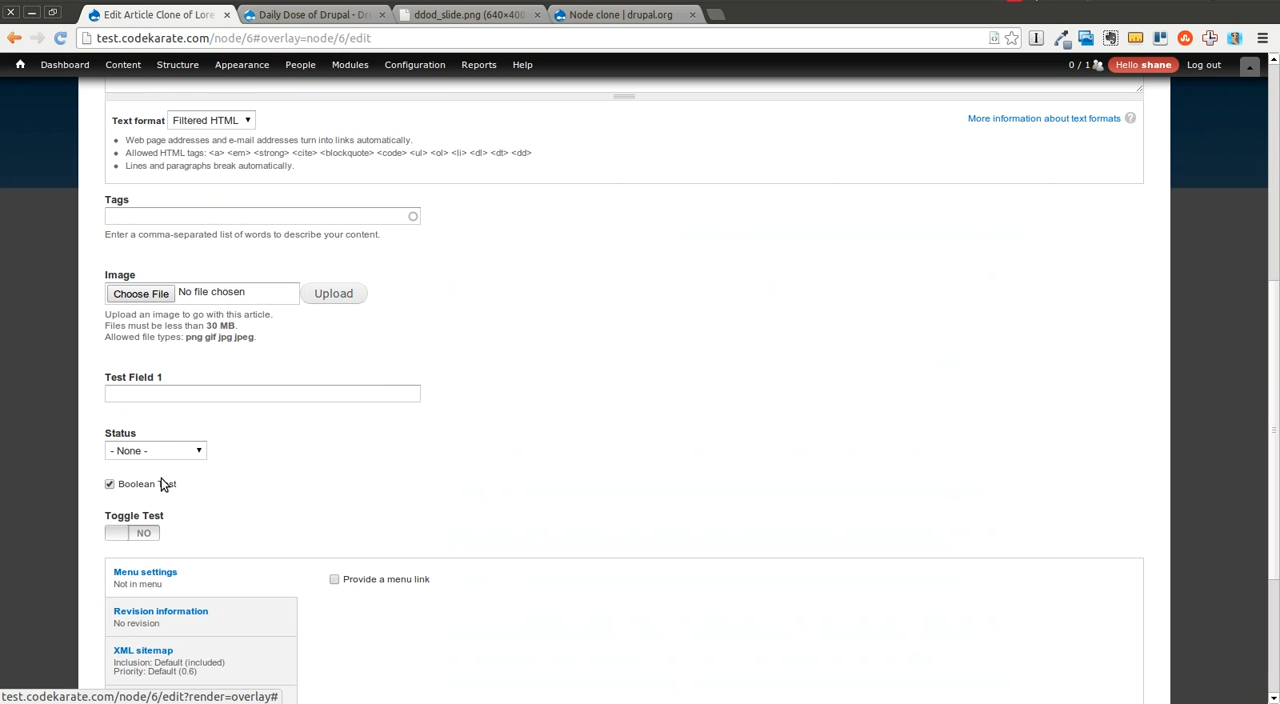 Edit Article Clone of Lore
Daily Dose of Drupal - Dr
ddod_slide.png (640×400
Node clone | drupal.org
test.codekarate.com/node/6#overlay=node/6/edit
Dashboard Content Structure Appearance People Modules Configuration Reports Help
0 / 1 Hello shane Log out
Text format Filtered HTML
More information about text formats ?
Web page addresses and e-mail addresses turn into links automatically.
Allowed HTML tags: <a> <em> <strong> <cite> <blockquote> <code> <ul> <ol> <li> <dl> <dt> <dd>
Lines and paragraphs break automatically.
Tags
Enter a comma-separated list of words to describe your content.
Image
Choose File No file chosen Upload
Upload an image to go with this article.
Files must be less than 30 MB.
Allowed file types: png gif jpg jpeg.
Test Field 1
Status
- None -
Boolean Test
Toggle Test
NO
Menu settings
Not in menu
Provide a menu link
Revision information
No revision
XML sitemap
Inclusion: Default (included)
Priority: Default (0.6)
test.codekarate.com/node/6/edit?render=overlay#